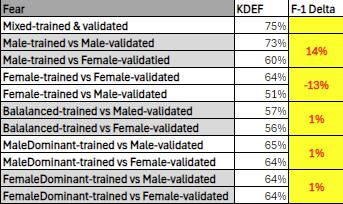 Fear KDEF F-1 Delta
Mixed-trained & validated 75%
Male-trained vs Male-validated 73%
14%
Male-trained vs Female-validatied 60%
Female-trained vs Female-validated 64%
-13%
Female-trained vs Male-validated 51%
Balalanced-trained vs Maled-validated 57%
1%
Balalanced-trained vs Female-validated 56%
MaleDominant-trained vs Male-validated 65%
1%
MaleDominant-trained vs Female-validated 64%
FemaleDominant-trained vs Male-validated 64%
1%
FemaleDominant-trained vs Female-validated 64%